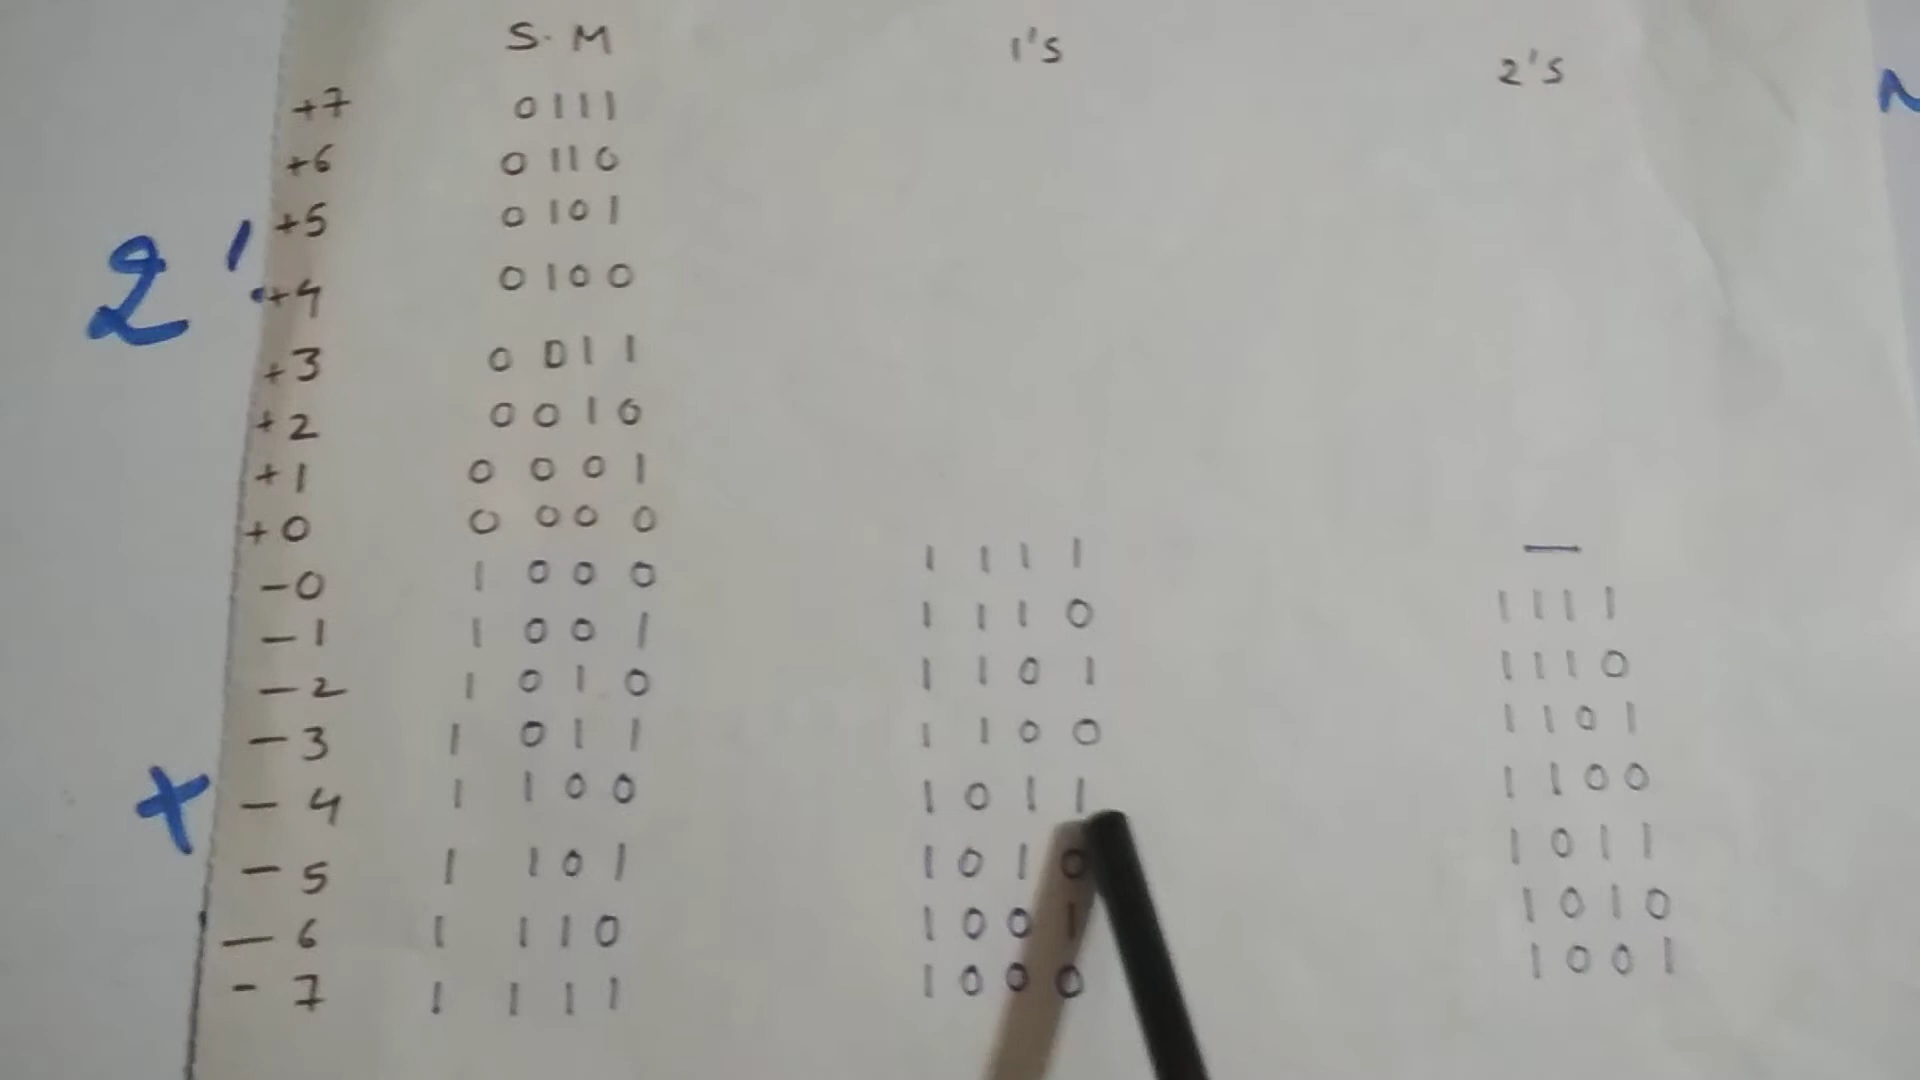 S.M 1's 2's
+7 0111
+6 0110
+5 0101
2' +4 0100
+3 0011
+2 0010
+1 0001
+0 0000
-0 1000 1111 —
-1 1001 1110 1111
-2 1010 1101 1110
-3 1011 1100 1101
-4 1100 1011 1100
-5 1101 1010 1011
-6 1110 1001 1010
-7 1111 1000 1001